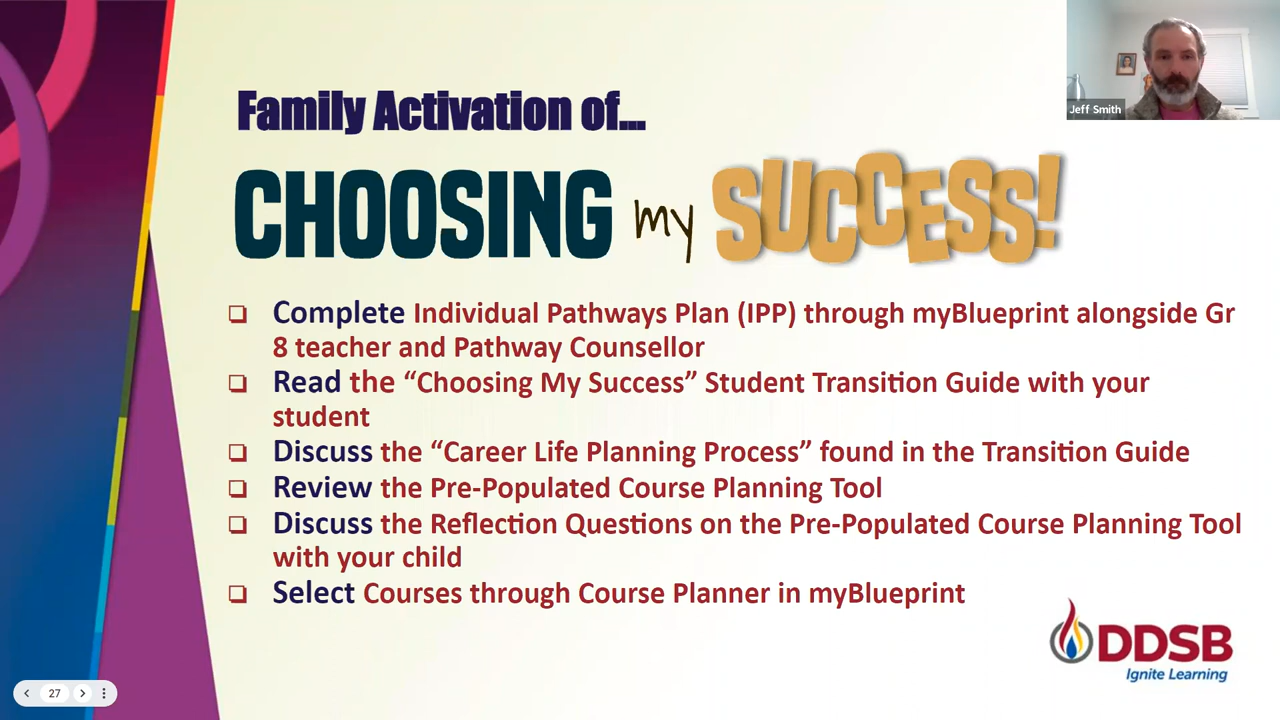 Jeff Smith
Family Activation of...
CHOOSING my SUCCESS!
❏ Complete Individual Pathways Plan (IPP) through myBlueprint alongside Gr
8 teacher and Pathway Counsellor
❏ Read the “Choosing My Success” Student Transition Guide with your
student
❏ Discuss the “Career Life Planning Process” found in the Transition Guide
❏ Review the Pre-Populated Course Planning Tool
❏ Discuss the Reflection Questions on the Pre-Populated Course Planning Tool
with your child
❏ Select Courses through Course Planner in myBlueprint
DDSB
Ignite Learning
27